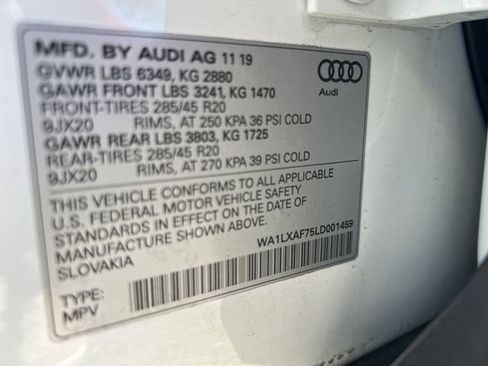 MFD. BY AUDI AG 11 19
GVWR LBS 6349, KG 2880
GAWR FRONT LBS 3241, KG 1470
FRONT-TIRES 285/45 R20
9JX20 RIMS, AT 250 KPA 36 PSI COLD
GAWR REAR LBS 3803, KG 1725
REAR-TIRES 285/45 R20
9JX20 RIMS, AT 270 KPA 39 PSI COLD
Audi
THIS VEHICLE CONFORMS TO ALL APPLICABLE
U.S. FEDERAL MOTOR VEHICLE SAFETY
STANDARDS IN EFFECT ON THE DATE OF
MANUFACTURE SHOWN ABOVE.
SLOVAKIA
WA1LXAF75LD001459
TYPE:
MPV